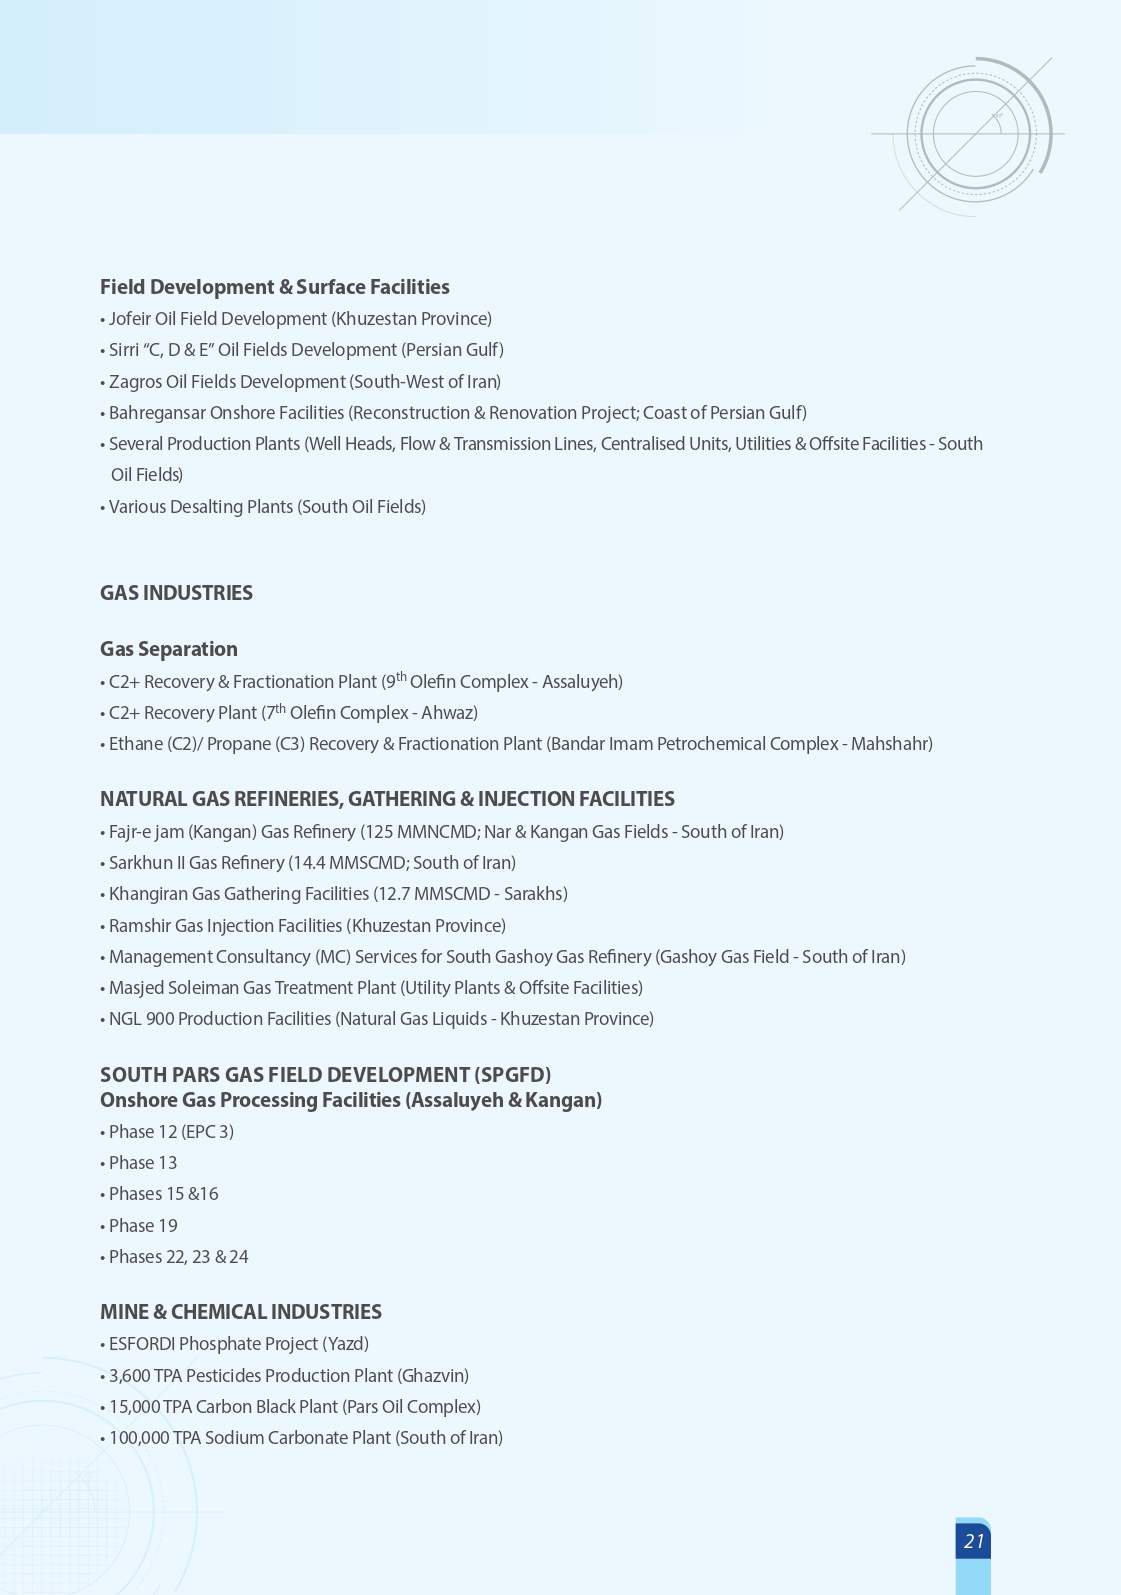 Field Development & Surface Facilities
• Jofeir Oil Field Development (Khuzestan Province)
• Sirri “C, D & E” Oil Fields Development (Persian Gulf)
• Zagros Oil Fields Development (South-West of Iran)
• Bahregansar Onshore Facilities (Reconstruction & Renovation Project; Coast of Persian Gulf)
• Several Production Plants (Well Heads, Flow & Transmission Lines, Centralised Units, Utilities & Offsite Facilities - South
Oil Fields)
• Various Desalting Plants (South Oil Fields)
GAS INDUSTRIES
Gas Separation
• C2+ Recovery & Fractionation Plant (9th Olefin Complex - Assaluyeh)
• C2+ Recovery Plant (7th Olefin Complex - Ahwaz)
• Ethane (C2)/ Propane (C3) Recovery & Fractionation Plant (Bandar Imam Petrochemical Complex - Mahshahr)
NATURAL GAS REFINERIES, GATHERING & INJECTION FACILITIES
• Fajr-e jam (Kangan) Gas Refinery (125 MMNCMD; Nar & Kangan Gas Fields - South of Iran)
• Sarkhun II Gas Refinery (14.4 MMSCMD; South of Iran)
• Khangiran Gas Gathering Facilities (12.7 MMSCMD - Sarakhs)
• Ramshir Gas Injection Facilities (Khuzestan Province)
• Management Consultancy (MC) Services for South Gashoy Gas Refinery (Gashoy Gas Field - South of Iran)
• Masjed Soleiman Gas Treatment Plant (Utility Plants & Offsite Facilities)
• NGL 900 Production Facilities (Natural Gas Liquids - Khuzestan Province)
SOUTH PARS GAS FIELD DEVELOPMENT (SPGFD)
Onshore Gas Processing Facilities (Assaluyeh & Kangan)
• Phase 12 (EPC 3)
• Phase 13
• Phases 15 &16
• Phase 19
• Phases 22, 23 & 24
MINE & CHEMICAL INDUSTRIES
• ESFORDI Phosphate Project (Yazd)
• 3,600 TPA Pesticides Production Plant (Ghazvin)
• 15,000 TPA Carbon Black Plant (Pars Oil Complex)
• 100,000 TPA Sodium Carbonate Plant (South of Iran)
21